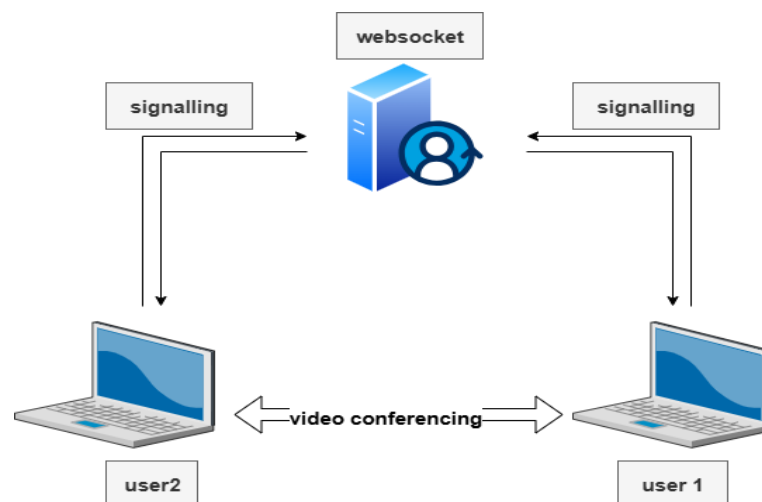 websocket
signalling
signalling
video conferencing
user2
user 1